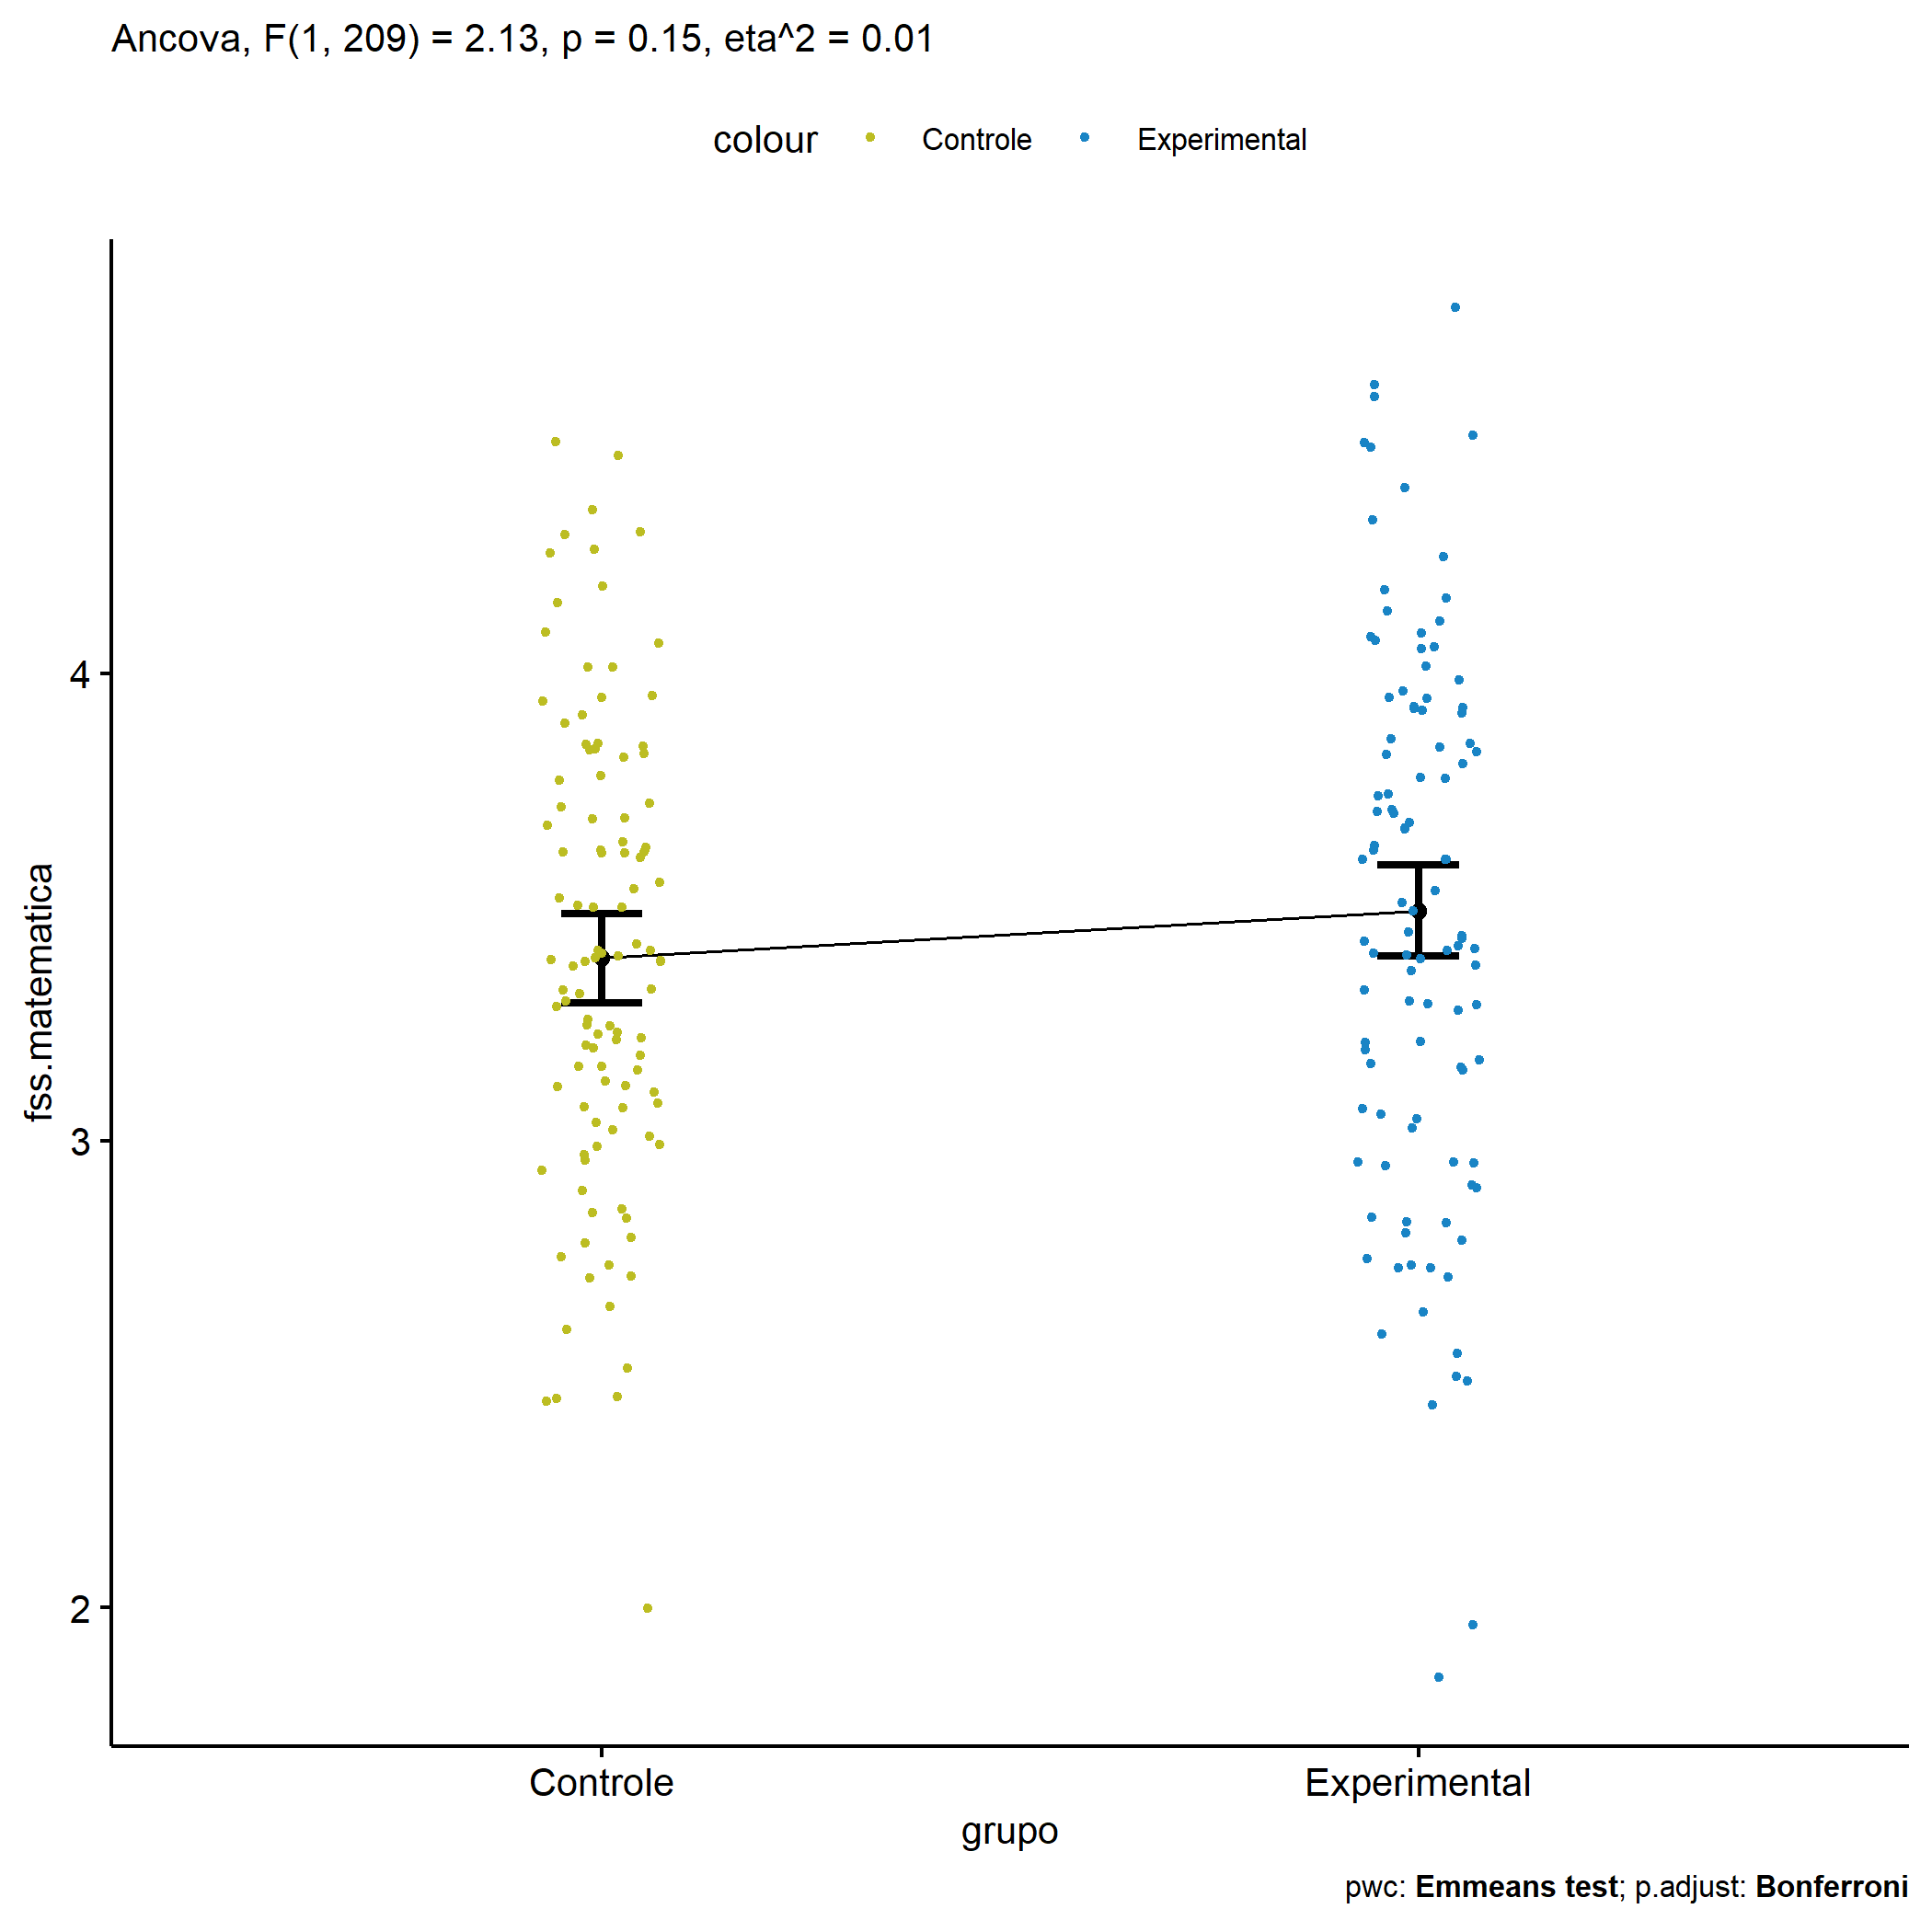 Ancova, F(1, 209) = 2.13, p = 0.15, eta^2 = 0.01
colour Controle Experimental
fss.matematica
4
3
2
Controle Experimental
grupo
pwc: Emmeans test; p.adjust: Bonferroni